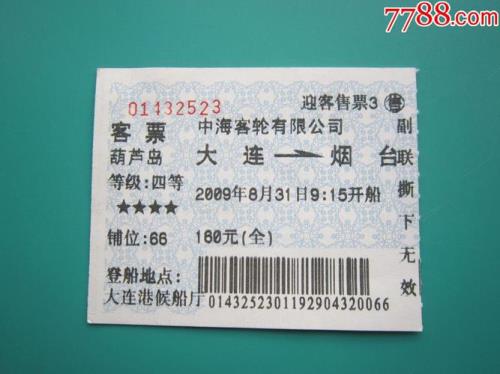 7788.com
01432523
迎客售票3 售
客票
中海客轮有限公司
葫芦岛
大连
烟台
等级:四等
2009年8月31日9:15开船
★★★★
铺位:66
160元(全)
登船地点:
大连港候船厅
01432523011929043 20066
副联撕下无效